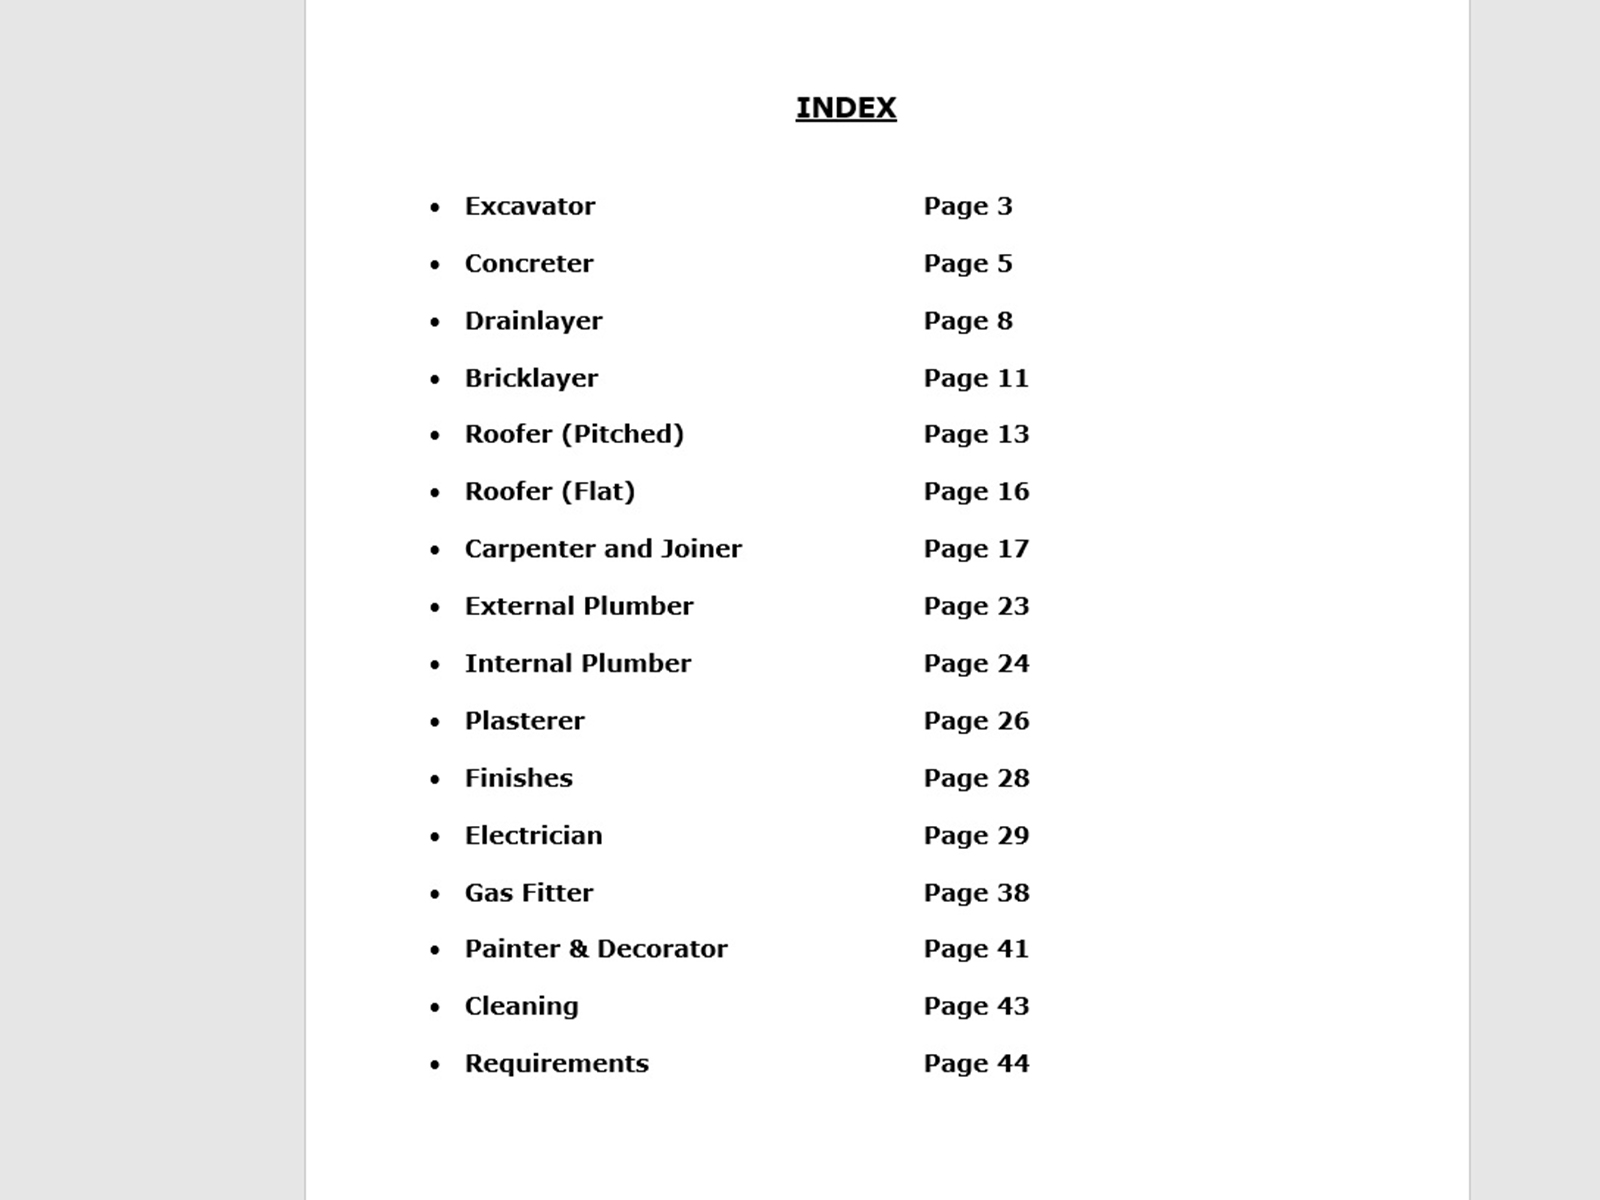 INDEX
• Excavator Page 3
• Concreter Page 5
• Drainlayer Page 8
• Bricklayer Page 11
• Roofer (Pitched) Page 13
• Roofer (Flat) Page 16
• Carpenter and Joiner Page 17
• External Plumber Page 23
• Internal Plumber Page 24
• Plasterer Page 26
• Finishes Page 28
• Electrician Page 29
• Gas Fitter Page 38
• Painter & Decorator Page 41
• Cleaning Page 43
• Requirements Page 44